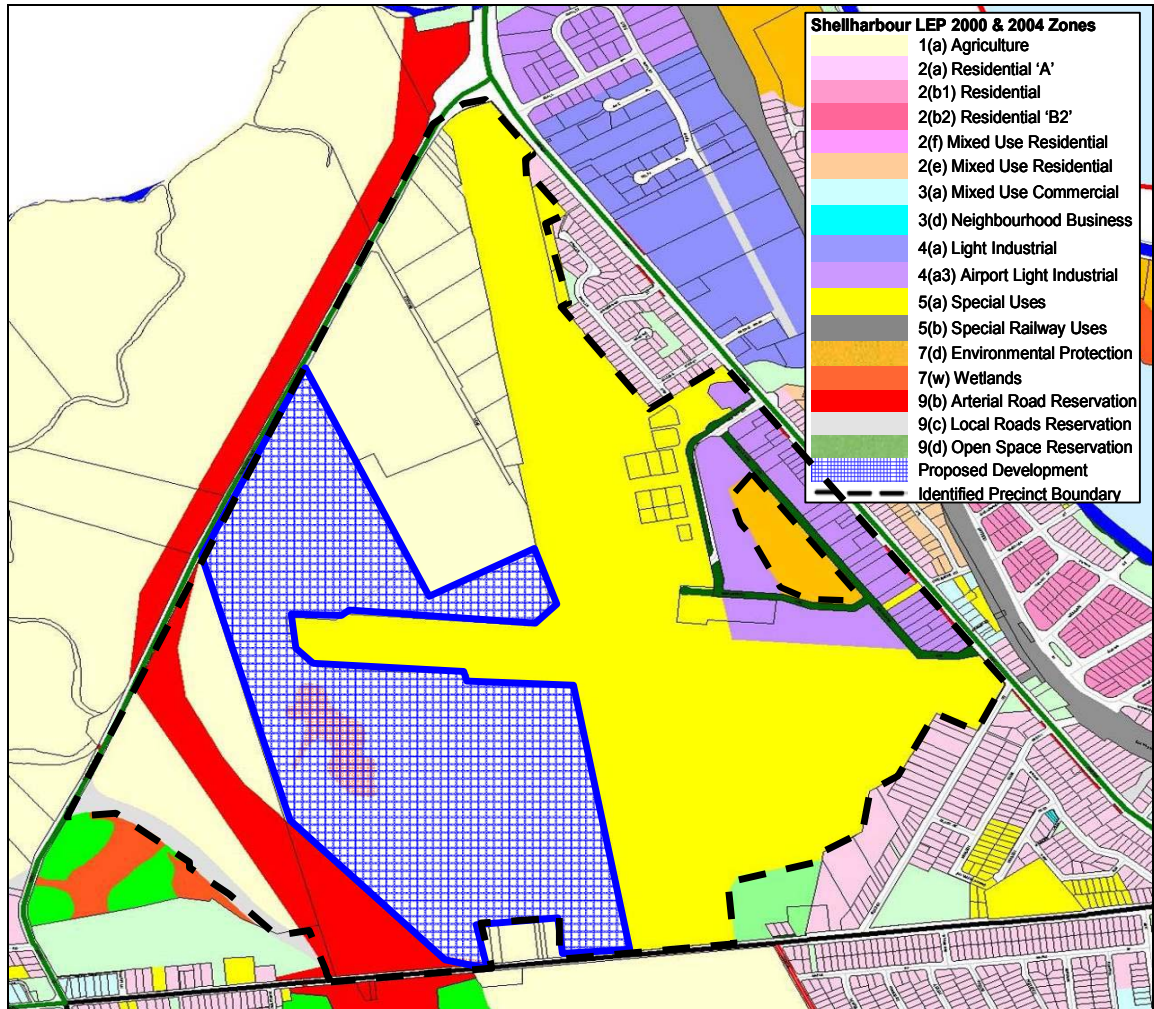 Shellharbour LEP 2000 & 2004 Zones
1(a) Agriculture
2(a) Residential ‘A’
2(b1) Residential
2(b2) Residential ‘B2’
2(f) Mixed Use Residential
2(e) Mixed Use Residential
3(a) Mixed Use Commercial
3(d) Neighbourhood Business
4(a) Light Industrial
4(a3) Airport Light Industrial
5(a) Special Uses
5(b) Special Railway Uses
7(d) Environmental Protection
7(w) Wetlands
9(b) Arterial Road Reservation
9(c) Local Roads Reservation
9(d) Open Space Reservation
Proposed Development
Identified Precinct Boundary